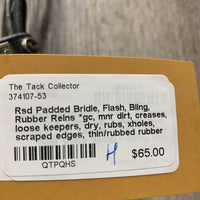 The Tack Collector
374107-53
Rsd Padded Bridle, Flash, Bling,
Rubber Reins *gc, mnr dirt, creases,
loose keepers, dry, rubs, xholes,
scraped edges, thin/rubbed rubber
H
$65.00
QTPQHS